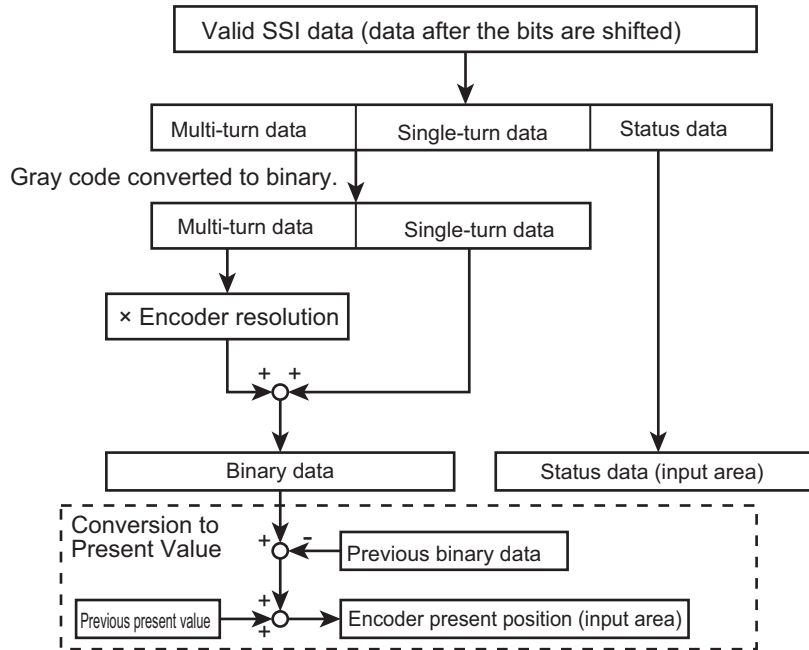 Valid SSI data (data after the bits are shifted)
Multi-turn data Single-turn data Status data
Gray code converted to binary.
Multi-turn data Single-turn data
× Encoder resolution
+ +
Binary data Status data (input area)
Conversion to
Present Value
+ -
Previous binary data
+
Previous present value Encoder present position (input area)
+